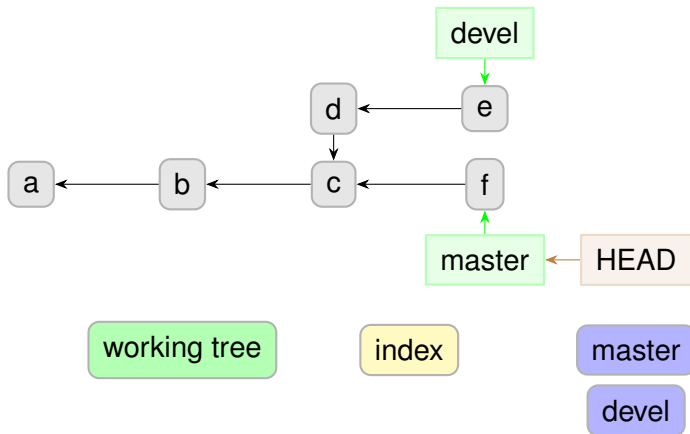 devel
d
e
a
b
c
f
master
HEAD
working tree
index
master
devel